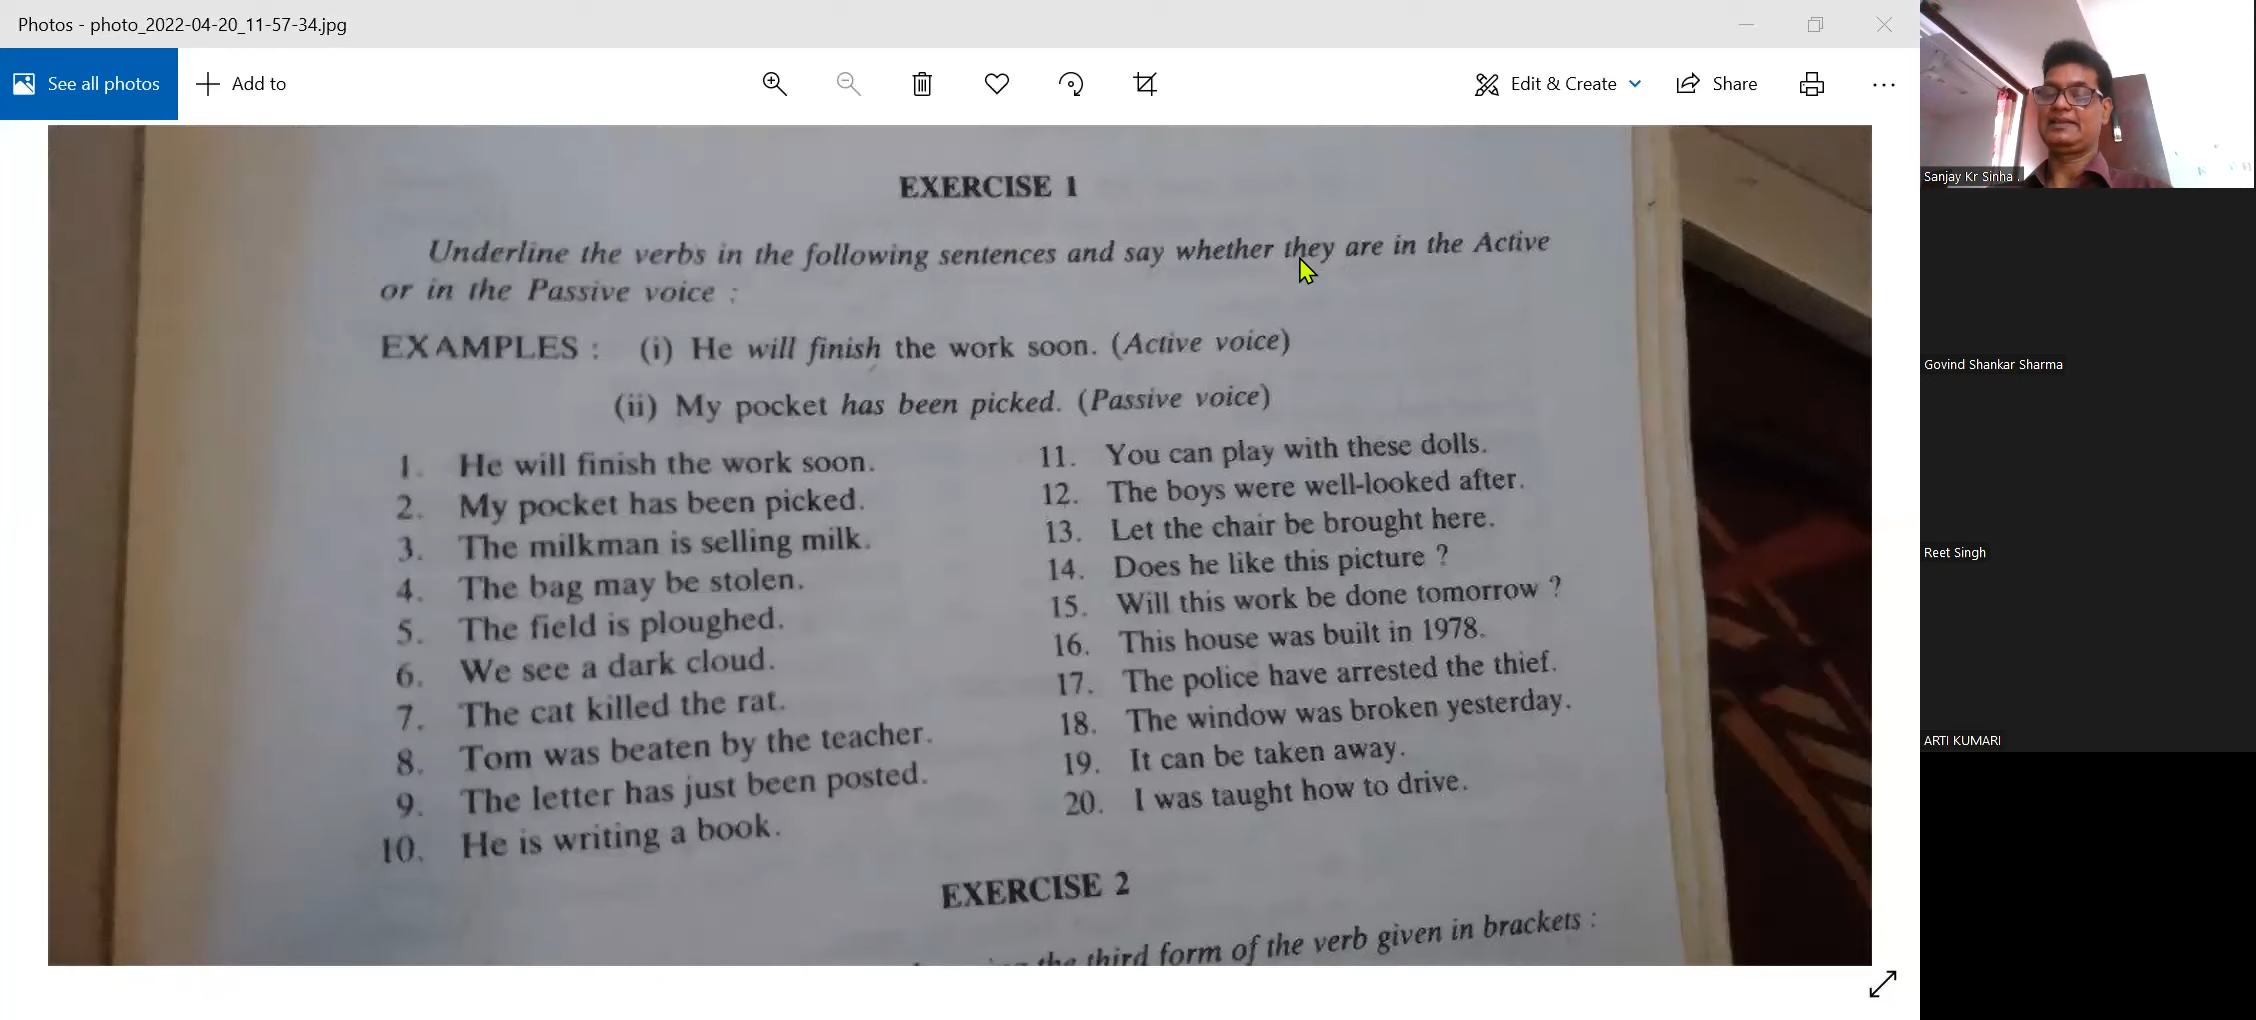 Photos - photo_2022-04-20_11-57-34.jpg
See all photos
Add to
Edit & Create
Share
EXERCISE 1
Underline the verbs in the following sentences and say whether they are in the Active
or in the Passive voice :
EXAMPLES : (i) He will finish the work soon. (Active voice)
(ii) My pocket has been picked. (Passive voice)
1. He will finish the work soon.
2. My pocket has been picked.
3. The milkman is selling milk.
4. The bag may be stolen.
5. The field is ploughed.
6. We see a dark cloud.
7. The cat killed the rat.
8. Tom was beaten by the teacher.
9. The letter has just been posted.
10. He is writing a book.
11. You can play with these dolls.
12. The boys were well-looked after.
13. Let the chair be brought here.
14. Does he like this picture ?
15. Will this work be done tomorrow ?
16. This house was built in 1978.
17. The police have arrested the thief.
18. The window was broken yesterday.
19. It can be taken away.
20. I was taught how to drive.
EXERCISE 2
the third form of the verb given in brackets :
Sanjay Kr Sinha .
Govind Shankar Sharma
Reet Singh
ARTI KUMARI